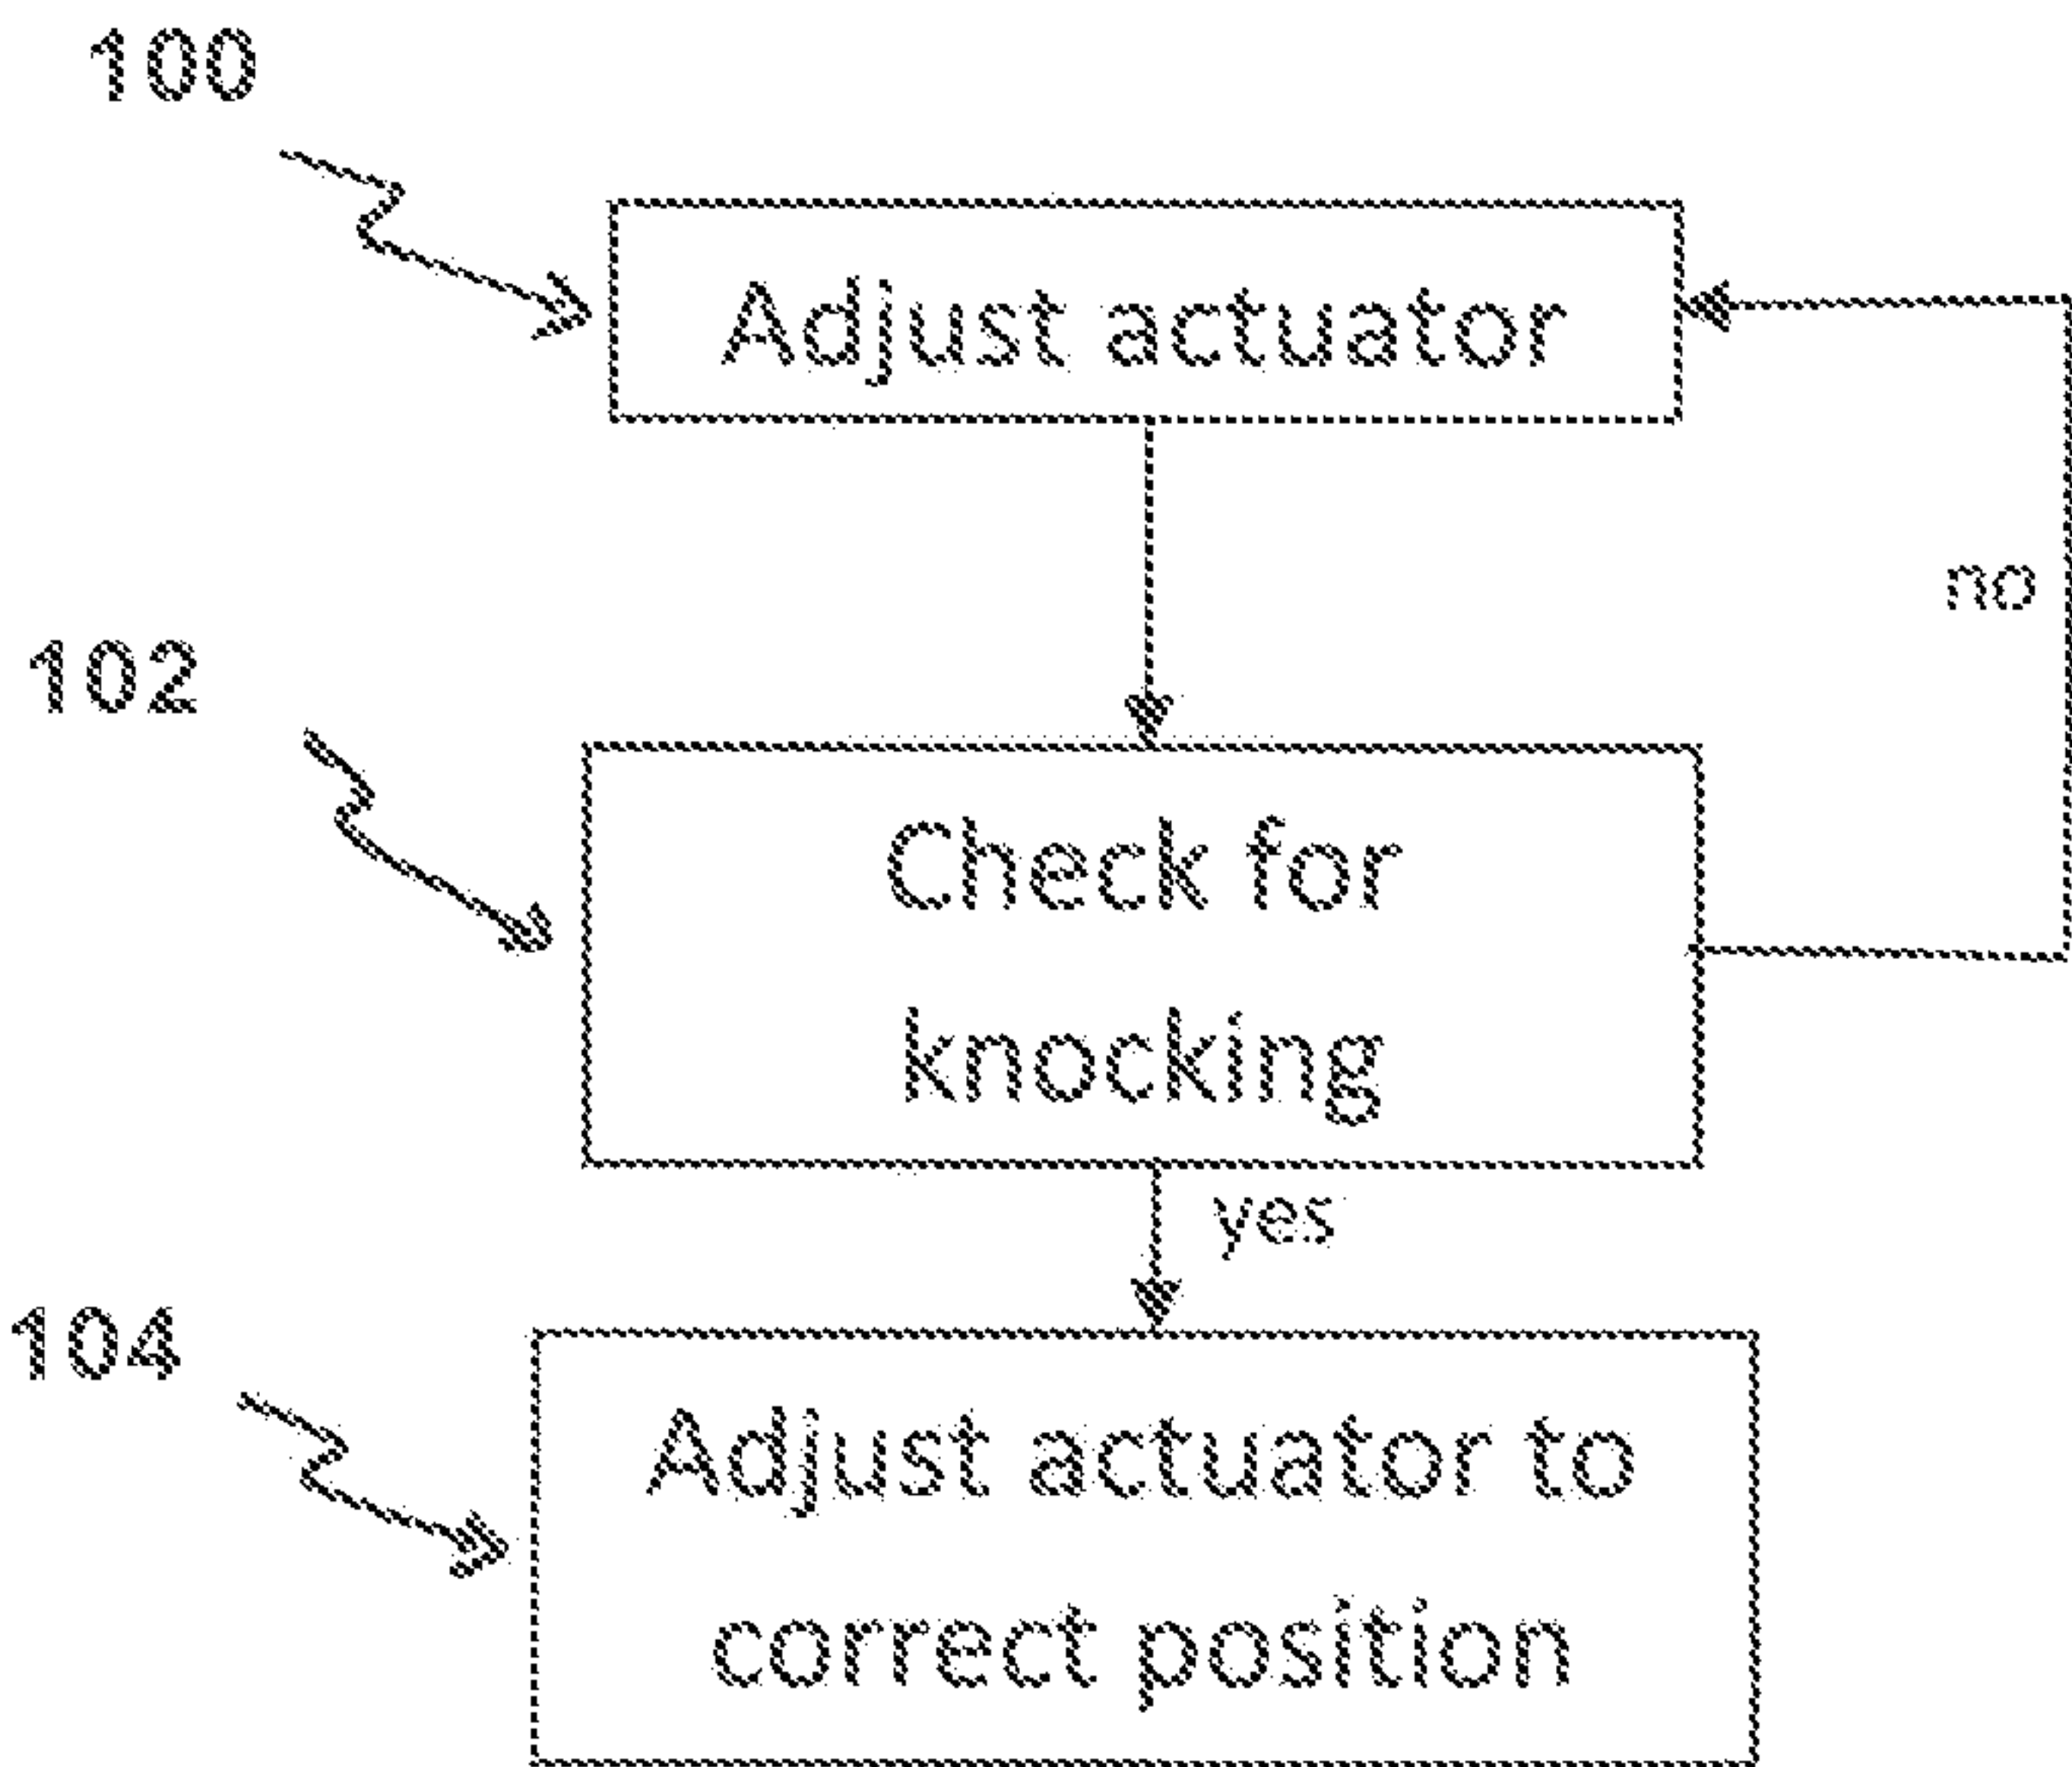 100
Adjust actuator
no
102
Check for
knocking
yes
104
Adjust actuator to
correct position